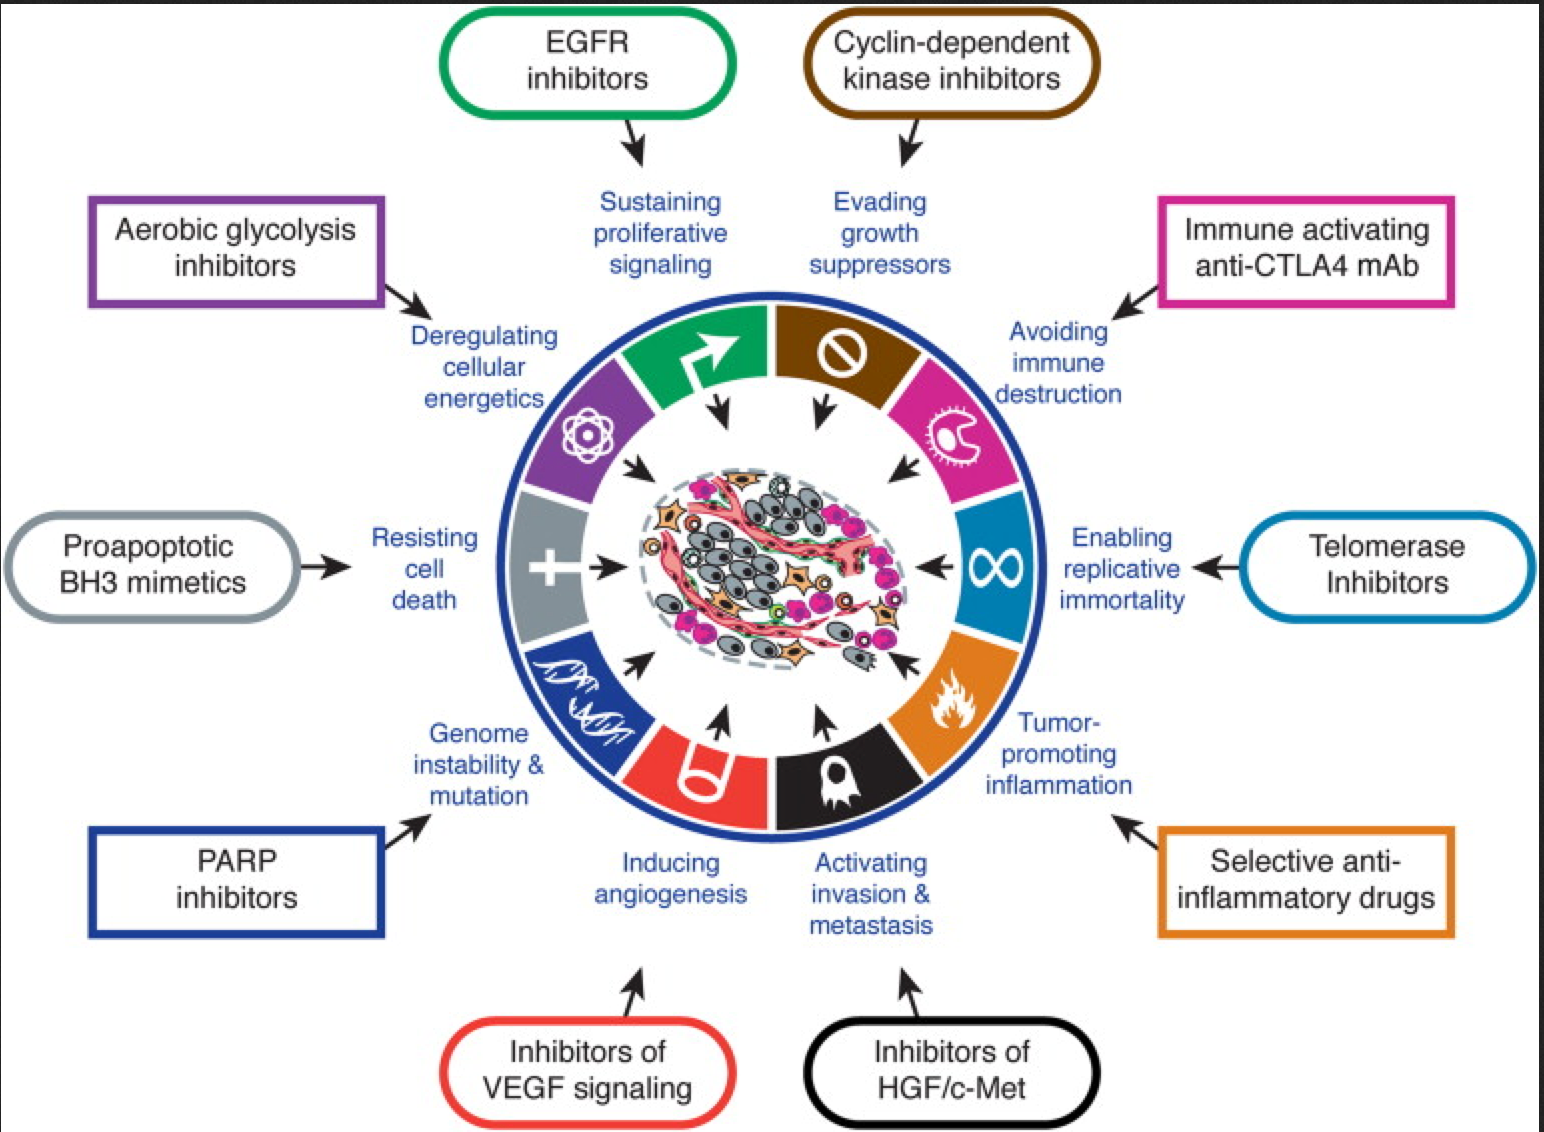 EGFR
inhibitors
Cyclin-dependent
kinase inhibitors
Aerobic glycolysis
inhibitors
Sustaining
proliferative
signaling
Evading
growth
suppressors
Immune activating
anti-CTLA4 mAb
Deregulating
cellular
energetics
Avoiding
immune
destruction
Proapoptotic
BH3 mimetics
Resisting
cell
death
Enabling
replicative
immortality
Telomerase
Inhibitors
Genome
instability &
mutation
Tumor-
promoting
inflammation
PARP
inhibitors
Inducing
angiogenesis
Activating
invasion &
metastasis
Selective anti-
inflammatory drugs
Inhibitors of
VEGF signaling
Inhibitors of
HGF/c-Met